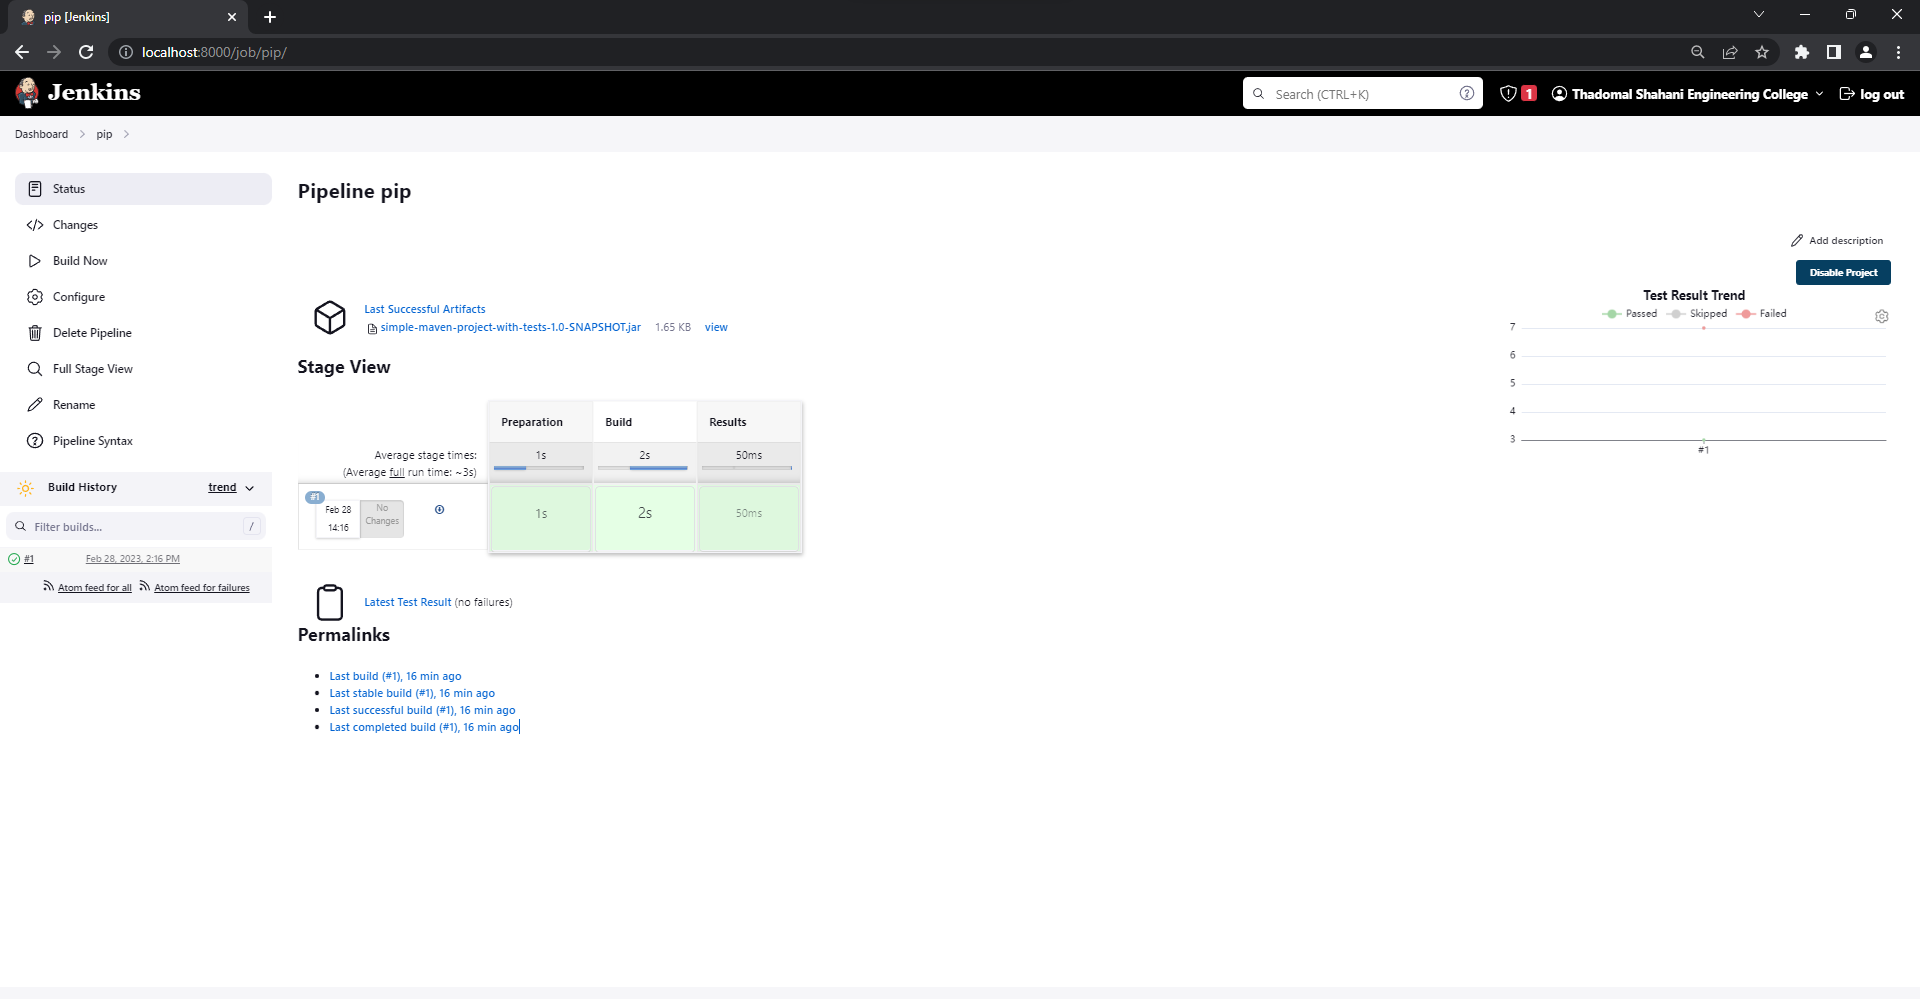 pip [Jenkins]
localhost:8000/job/pip/
Jenkins
Search (CTRL+K)
1
Thadomal Shahani Engineering College
log out
Dashboard
pip
Status
Changes
Build Now
Configure
Delete Pipeline
Full Stage View
Rename
Pipeline Syntax
Build History
trend
Filter builds...
/
#1
Feb 28, 2023, 2:16 PM
Atom feed for all
Atom feed for failures
Pipeline pip
Add description
Disable Project
Last Successful Artifacts
simple-maven-project-with-tests-1.0-SNAPSHOT.jar 1.65 KB view
Stage View
Preparation Build Results
Average stage times: 1s 2s 50ms
(Average full run time: ~3s)
#1
Feb 28
14:16
No
Changes
1s 2s 50ms
Latest Test Result (no failures)
Permalinks
Last build (#1), 16 min ago
Last stable build (#1), 16 min ago
Last successful build (#1), 16 min ago
Last completed build (#1), 16 min ago
Test Result Trend
Passed Skipped Failed
7
6
5
4
3
#1